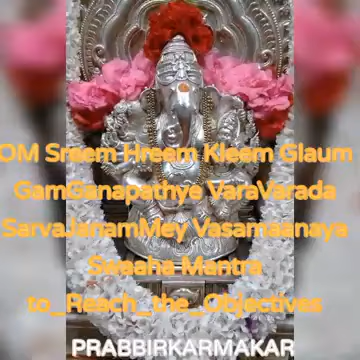 OM Sreem Hreem Kleem Glaum
GamGanapathye VaraVarada
SarvaJanamMey Vasamaanaya
Swaaha Mantra
to_Reach_the_Objectives
PRABBIRKARMAKAR